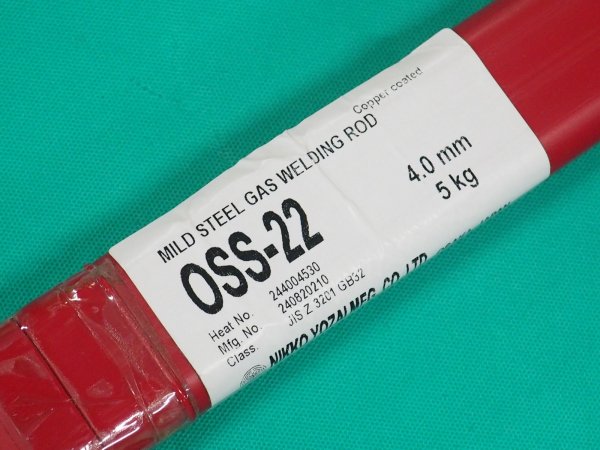 Copper coated
MILD STEEL GAS WELDING ROD
OSS-22
4.0 mm
5 kg
Heat No. 244004530
Mfg. No. 240820210
Class. JIS Z 3201 GB32
NIKKO YOZAI MFG. CO., LTD.